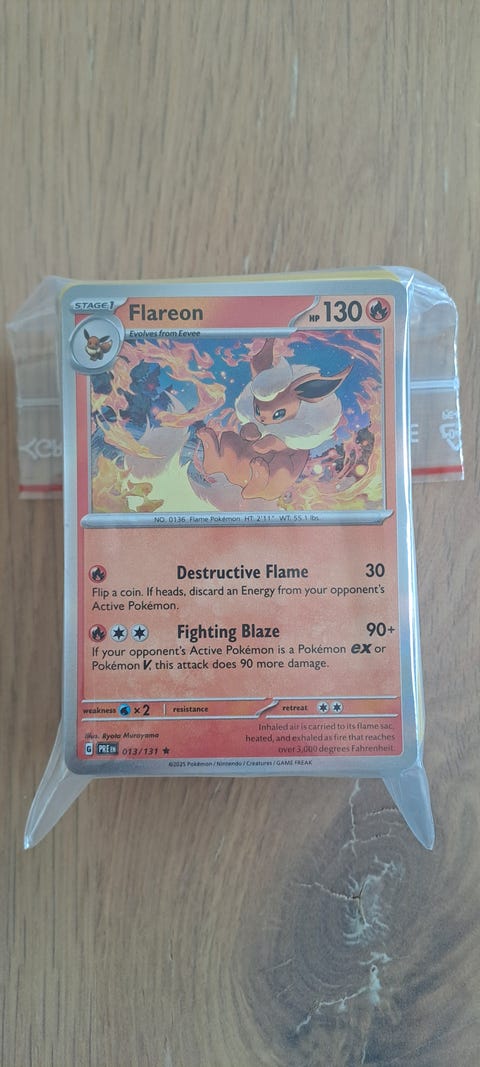 STAGE 1 Flareon HP 130
Evolves from Eevee
NO. 0136 Flame Pokémon HT: 2'11" WT: 55.1 lbs.
Destructive Flame 30
Flip a coin. If heads, discard an Energy from your opponent's
Active Pokémon.
Fighting Blaze 90+
If your opponent's Active Pokémon is a Pokémon ex or
Pokémon V, this attack does 90 more damage.
weakness ×2 resistance retreat
Illus. Ryota Murayama
Inhaled air is carried to its flame sac,
heated, and exhaled as fire that reaches
over 3,000 degrees Fahrenheit.
G PRE EN 013/131 ★
©2025 Pokémon / Nintendo / Creatures / GAME FREAK